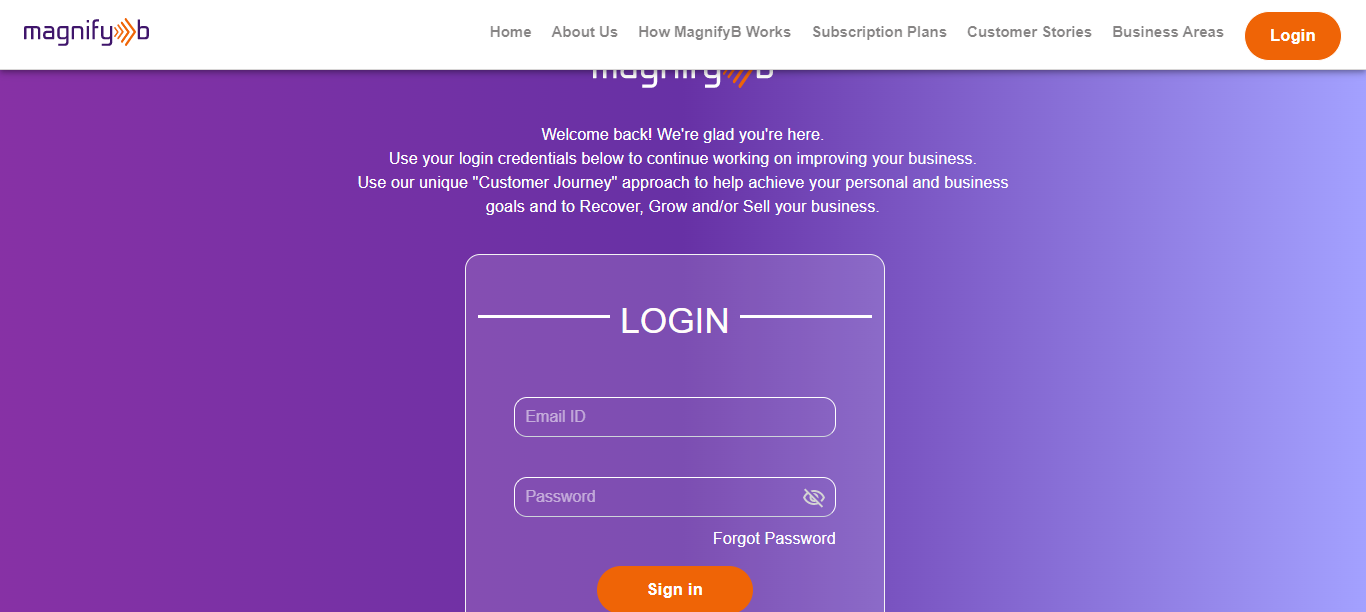 magnifyb
Home About Us How MagnifyB Works Subscription Plans Customer Stories Business Areas Login
magnifyb
Welcome back! We're glad you're here.
Use your login credentials below to continue working on improving your business.
Use our unique "Customer Journey" approach to help achieve your personal and business
goals and to Recover, Grow and/or Sell your business.
LOGIN
Email ID
Password
Forgot Password
Sign in